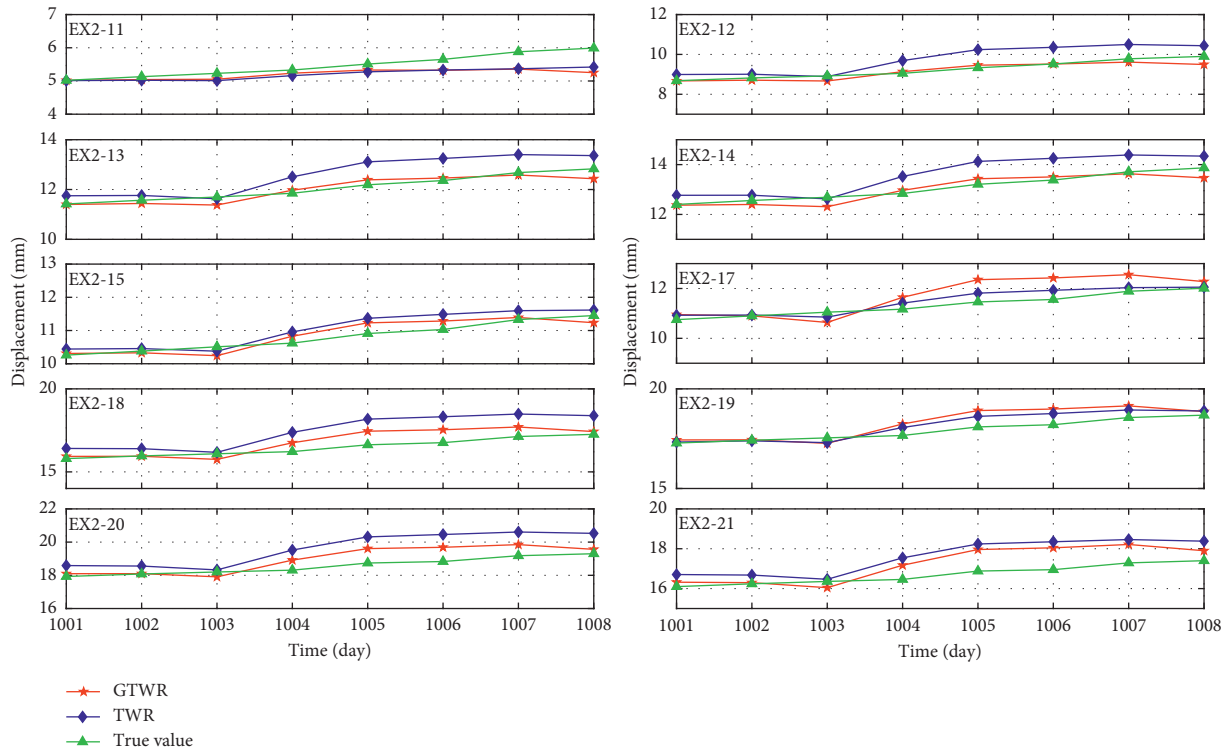 EX2-11
7
6
5
4
EX2-13
14
12
10
EX2-15
13
12
11
10
EX2-18
20
15
EX2-20
22
20
18
16
Displacement (mm)
1001 1002 1003 1004 1005 1006 1007 1008
Time (day)
EX2-12
12
10
8
EX2-14
14
12
EX2-17
12
10
EX2-19
20
15
EX2-21
20
18
16
Displacement (mm)
1001 1002 1003 1004 1005 1006 1007 1008
Time (day)
GTWR
TWR
True value